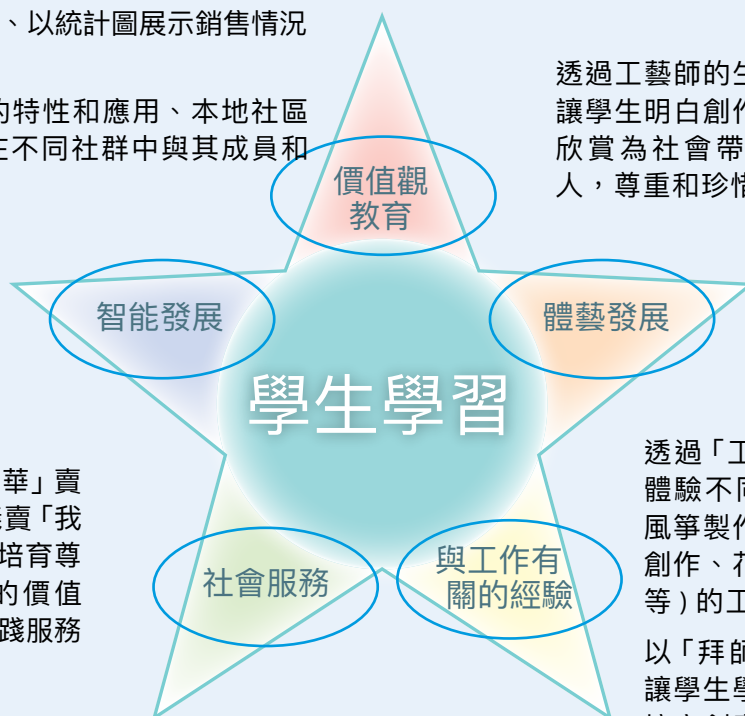 、以統計圖展示銷售情況
的特性和應用、本地社區
在不同社群中與其成員和
透過工藝師的生
讓學生明白創作
欣賞為社會帶
人，尊重和珍惜
價值觀
教育
智能發展
體藝發展
學生學習
社會服務
與工作有
關的經驗
華」賣
賣「我
培育尊
的價值
踐服務
透過「工
體驗不同
風箏製作
創作、花
等）的工
以「拜師
讓學生學